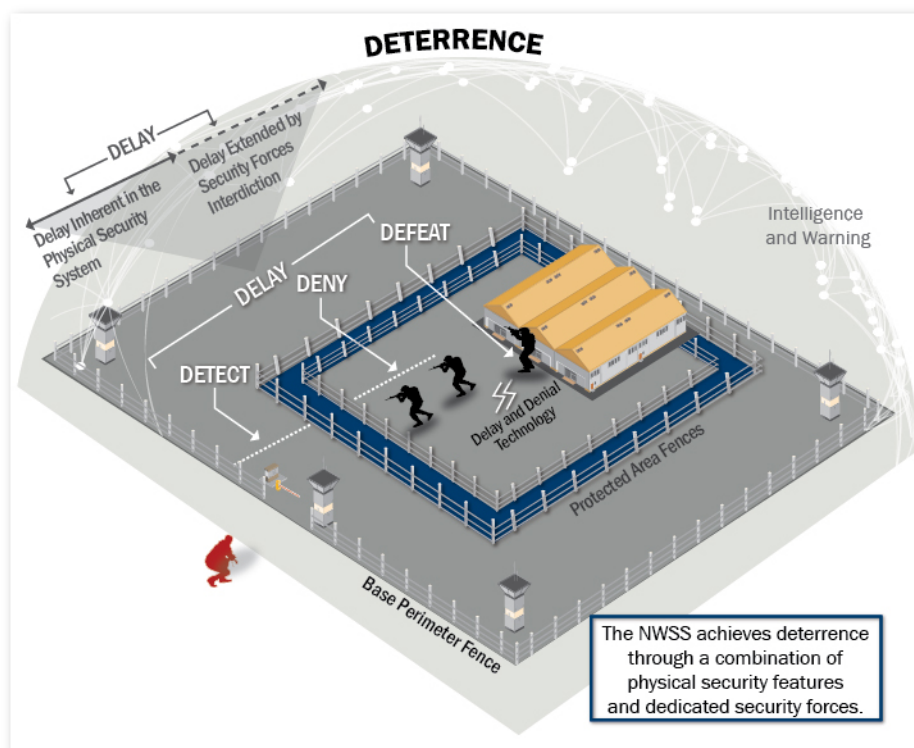 DETERRENCE
DELAY
Delay Inherent in the
Physical Security
System
Delay Extended by
Security Forces
Interdiction
Intelligence
and Warning
DELAY
DEFEAT
DENY
DETECT
Delay and Denial
Technology
Protected Area Fences
Base Perimeter Fence
The NWSS achieves deterrence
through a combination of
physical security features
and dedicated security forces.